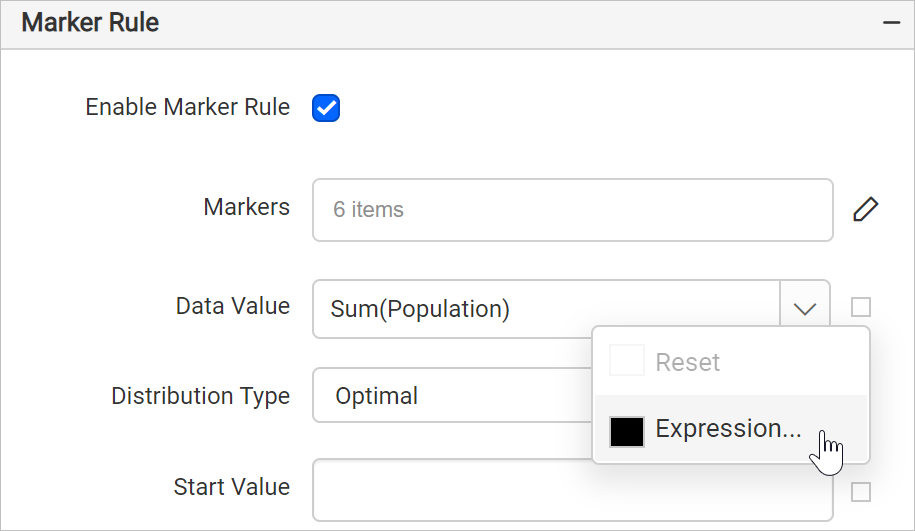 Marker Rule
Enable Marker Rule
Markers
6 items
Data Value
Sum(Population)
Reset
Distribution Type
Optimal
Expression...
Start Value